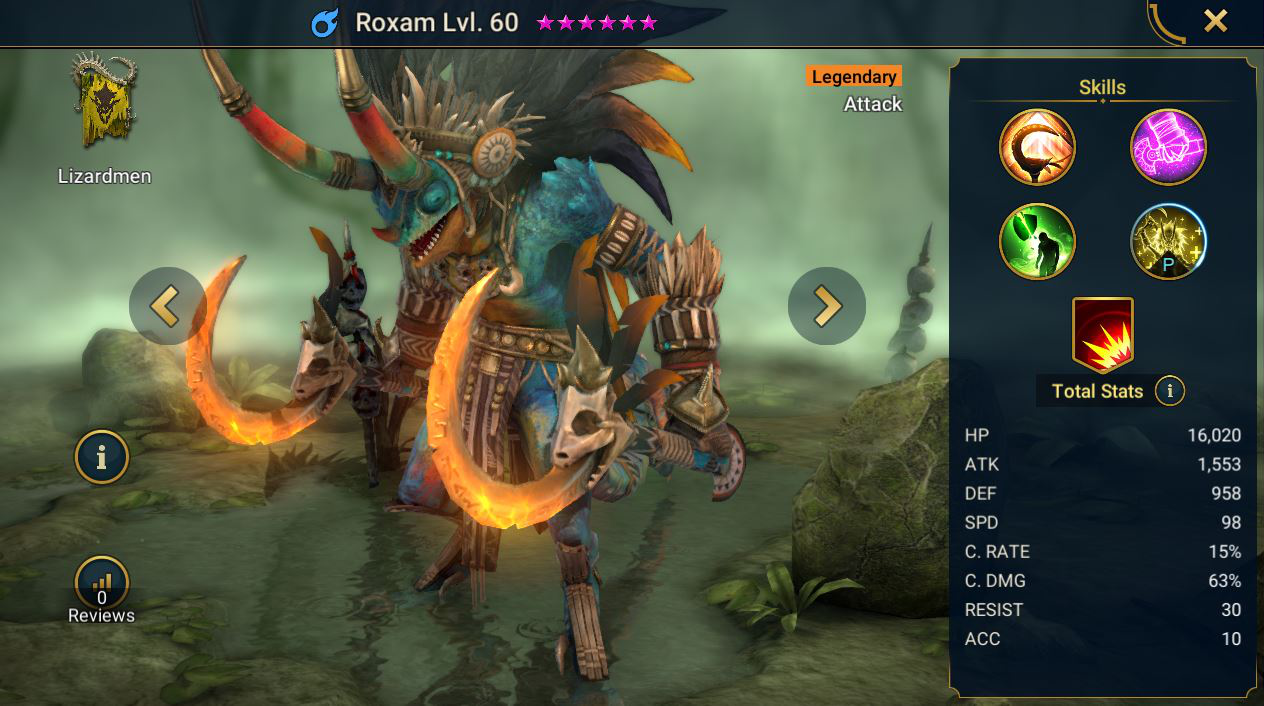 Roxam Lvl. 60
Lizardmen
Legendary
Attack
i
0
Reviews
Skills
P
Total Stats i
HP 16,020
ATK 1,553
DEF 958
SPD 98
C. RATE 15%
C. DMG 63%
RESIST 30
ACC 10